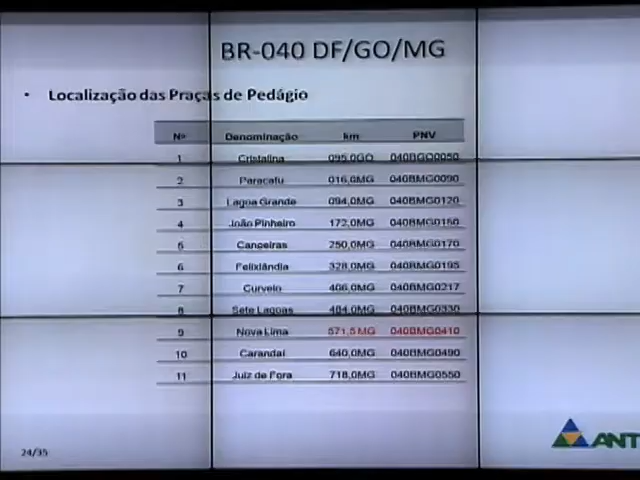 BR-040 DF/GO/MG
• Localização das Praças de Pedágio
Nº Denominação km PNV
1 Cristalina 095,0GO 040BGO0050
2 Paracatu 016,0MG 040BMG0090
3 Lagoa Grande 094,0MG 040BMG0120
4 João Pinheiro 172,0MG 040BMG0150
5 Canoeiras 250,0MG 040BMG0170
6 Felixlândia 328,0MG 040BMG0195
7 Curvelo 406,0MG 040BMG0217
8 Sete Lagoas 484,0MG 040BMG0330
9 Nova Lima 571,5MG 040BMG0410
10 Carandaí 640,0MG 040BMG0490
11 Juiz de Fora 718,0MG 040BMG0550
24/35
ANT